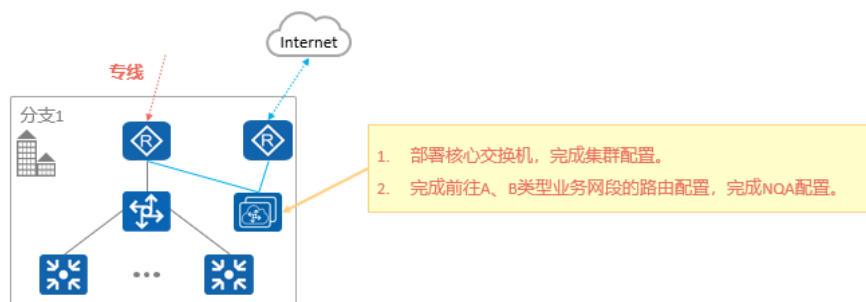 Internet
专线
分支1
R
R
1. 部署核心交换机，完成集群配置。
2. 完成前往A、B类型业务网段的路由配置，完成NQA配置。